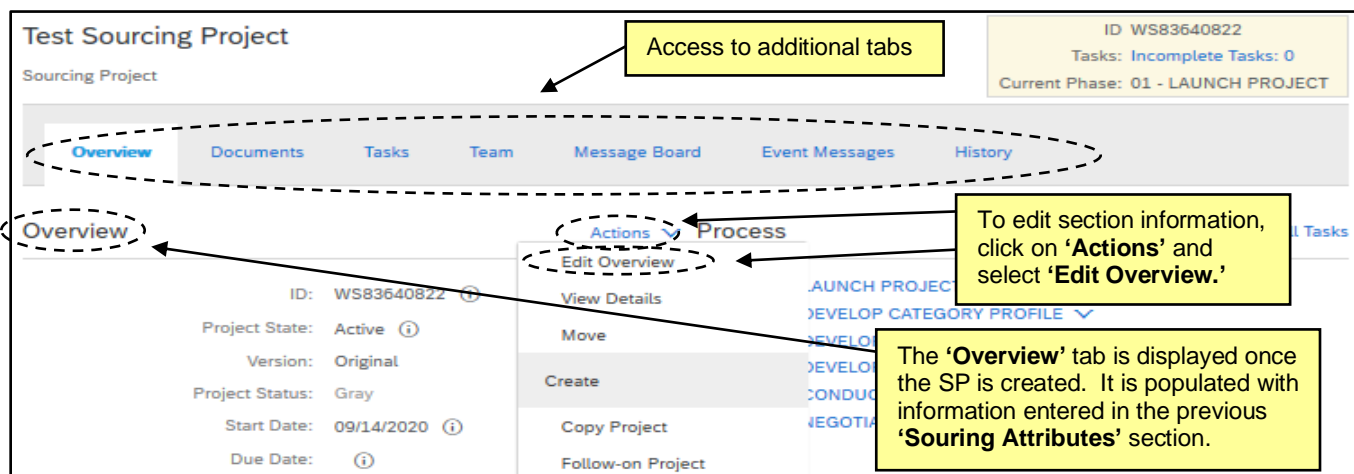 Test Sourcing Project
Sourcing Project
Access to additional tabs
ID WS83640822
Tasks: Incomplete Tasks: 0
Current Phase: 01 - LAUNCH PROJECT
Overview Documents Tasks Team Message Board Event Messages History
Overview
Actions
Process
Tasks
To edit section information,
click on ‘Actions’ and
select ‘Edit Overview.’
ID: WS83640822
Project State: Active
Version: Original
Project Status: Gray
Start Date: 09/14/2020
Due Date:
Edit Overview
View Details
Move
Create
Copy Project
Follow-on Project
PROJECT
DEVELOP CATEGORY PROFILE
The ‘Overview’ tab is displayed once
the SP is created. It is populated with
information entered in the previous
‘Souring Attributes’ section.